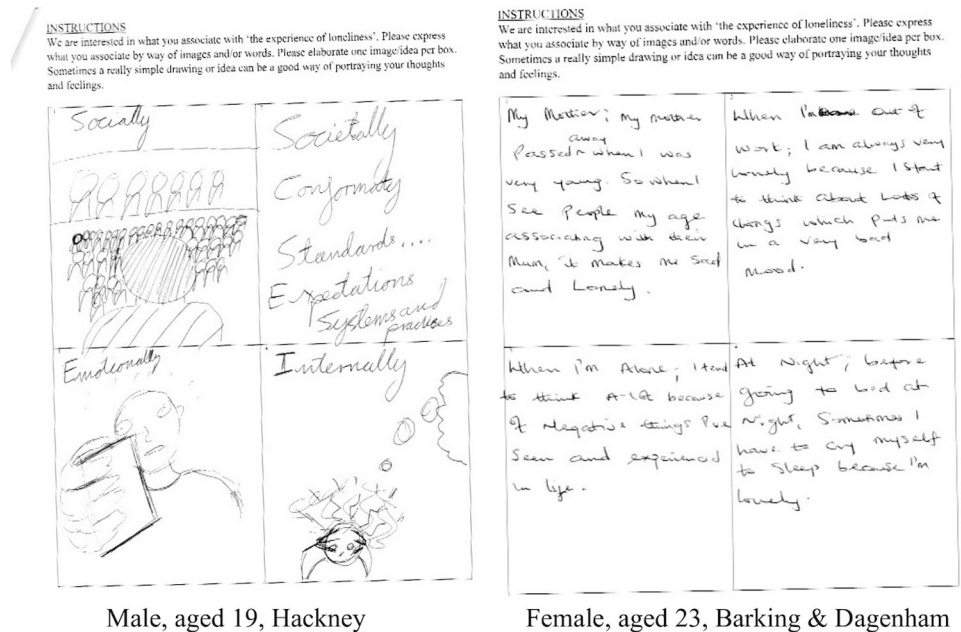 INSTRUCTIONS
We are interested in what you associate with 'the experience of loneliness'. Please express
what you associate by way of images and/or words. Please elaborate one image/idea per box.
Sometimes a really simple drawing or idea can be a good way of portraying your thoughts
and feelings.
Socially
Societally
Conformaty
Standards....
Expectations
Systems and
practices
Emotionally
Internally
Male, aged 19, Hackney
INSTRUCTIONS
We are interested in what you associate with 'the experience of loneliness'. Please express
what you associate by way of images and/or words. Please elaborate one image/idea per box.
Sometimes a really simple drawing or idea can be a good way of portraying your thoughts
and feelings.
My Mother; My mother
away
Passed when I was
very young. So when I
See People my age
associating with their
Mum, it makes me Sad
and Lonely.
When I'm out of
work; I am always very
lonely because I Start
to think about Lots of
things which puts me
in a very bad
mood.
When I'm Alone; I tend
to think A-lot because
of Negative things I've
Seen and experienced
in life.
At Night; before
going to bed at
Night, Sometimes I
have to cry myself
to Sleep because I'm
lonely.
Female, aged 23, Barking & Dagenham